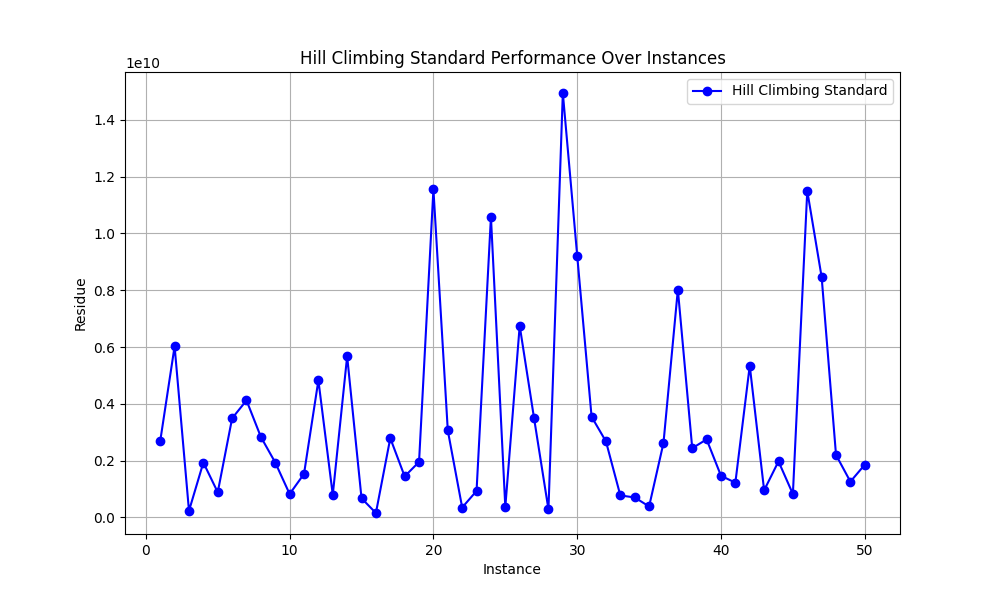 Hill Climbing Standard Performance Over Instances
1e10
Hill Climbing Standard
1.4
1.2
1.0
0.8
0.6
0.4
0.2
0.0
Residue
0 10 20 30 40 50
Instance